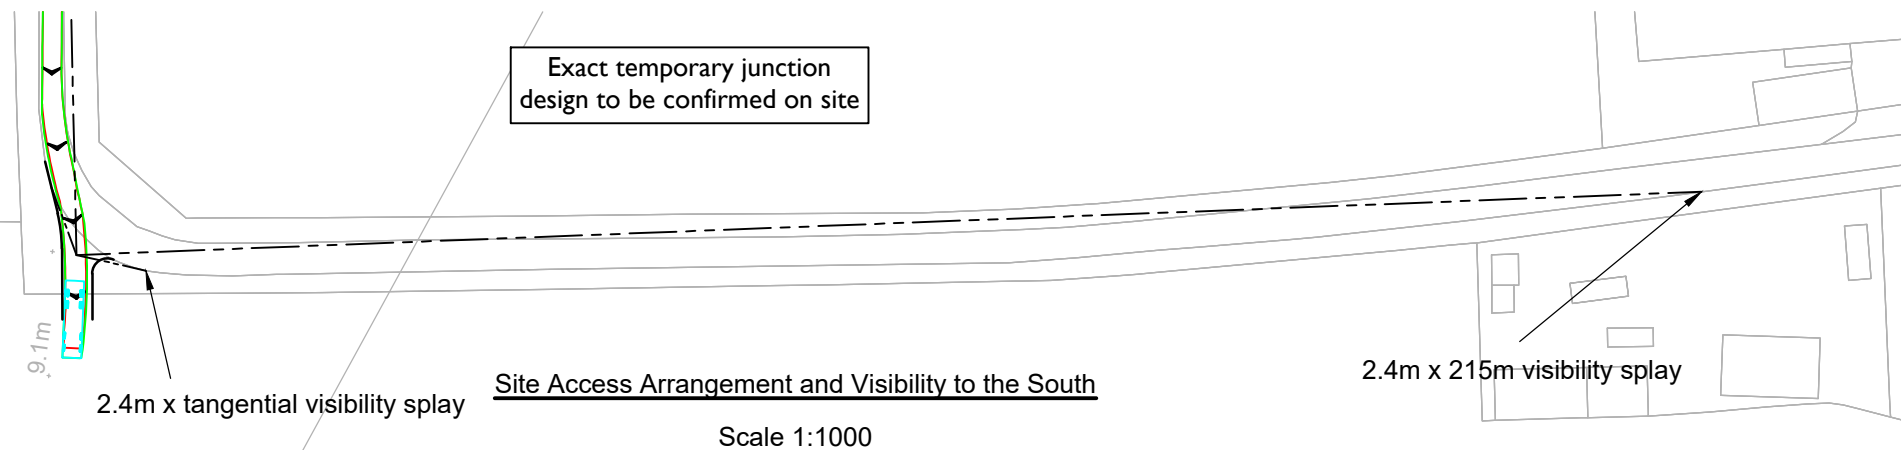 Exact temporary junction
design to be confirmed on site
9.1m
2.4m x 215m visibility splay
2.4m x tangential visibility splay
Site Access Arrangement and Visibility to the South
Scale 1:1000